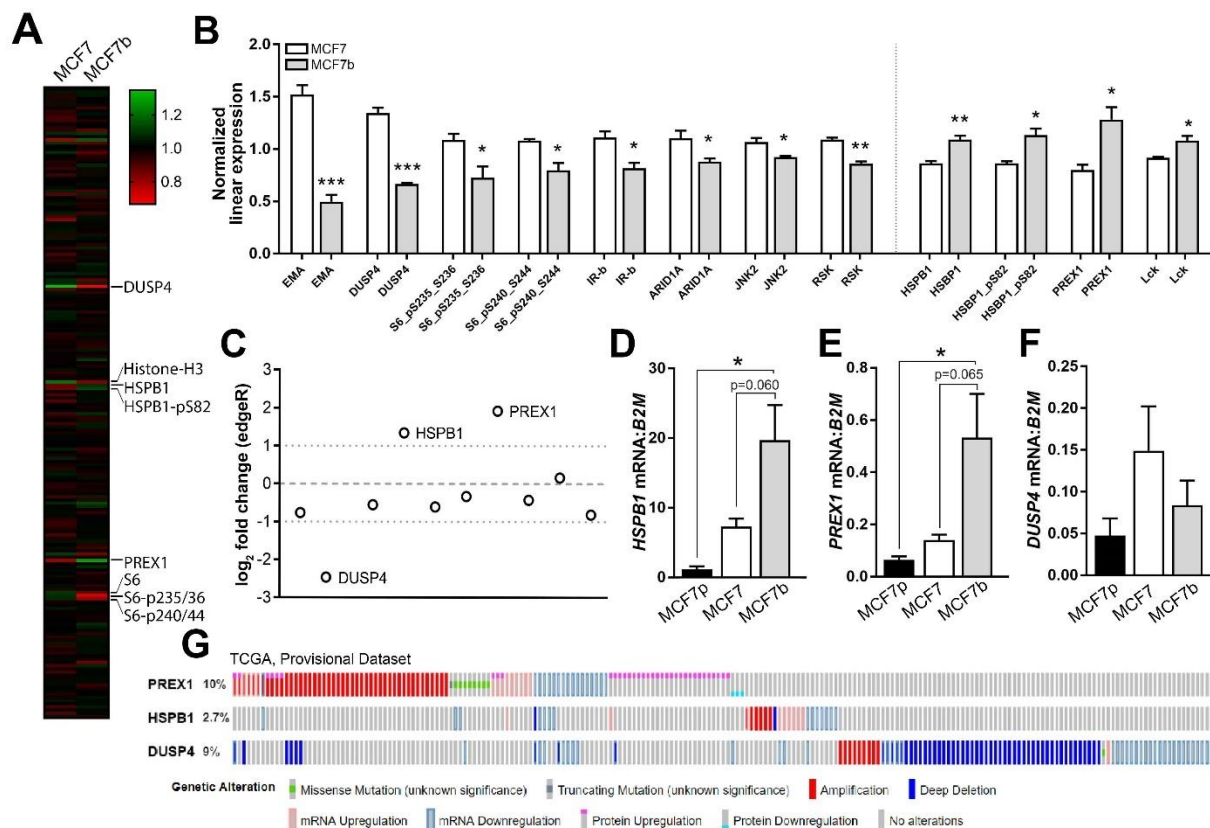 A
MCF7
MCF7b
1.2
1.0
0.8
DUSP4
Histone-H3
HSPB1
HSPB1-pS82
PREX1
S6
S6-p235/36
S6-p240/44
B
Normalized
linear expression
2.0
1.5
1.0
0.5
0.0
MCF7
MCF7b
*** *** * * * * * ** ** * * *
EMA
EMA
DUSP4
DUSP4
S6_pS235_S236
S6_pS235_S236
S6_pS240_S244
S6_pS240_S244
IR-b
IR-b
ARID1A
ARID1A
JNK2
JNK2
RSK
RSK
HSPB1
HSBP1
HSBP1_pS82
HSBP1_pS82
PREX1
PREX1
Lck
Lck
C
log2 fold change (edgeR)
3
2
1
0
-1
-2
-3
PREX1
HSPB1
DUSP4
D
HSPB1 mRNA:B2M
30
20
10
0
*
p=0.060
MCF7p
MCF7
MCF7b
E
PREX1 mRNA:B2M
0.8
0.6
0.4
0.2
0.0
*
p=0.065
MCF7p
MCF7
MCF7b
F
DUSP4 mRNA:B2M
0.25
0.20
0.15
0.10
0.05
0.00
MCF7p
MCF7
MCF7b
G
TCGA, Provisional Dataset
PREX1 10%
HSPB1 2.7%
DUSP4 9%
Genetic Alteration
Missense Mutation (unknown significance)
Truncating Mutation (unknown significance)
Amplification
Deep Deletion
mRNA Upregulation
mRNA Downregulation
Protein Upregulation
Protein Downregulation
No alterations